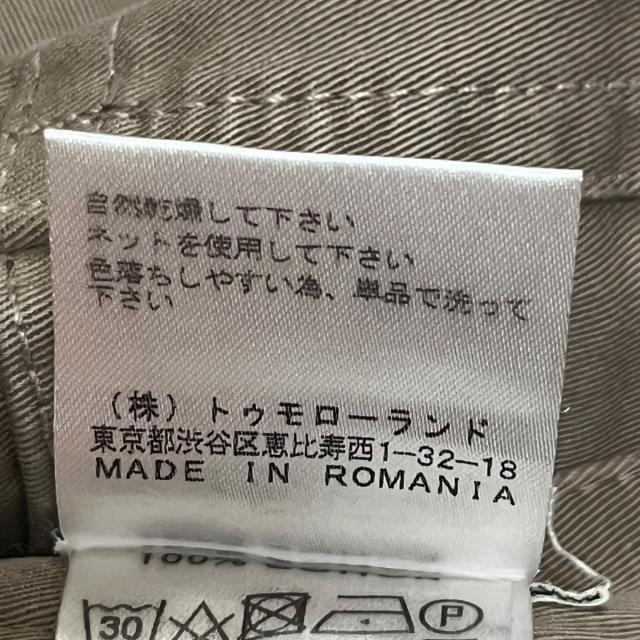 自然乾燥して下さい
ネットを使用して下さい
色落ちしやすい為、単品で洗って
下さい
(株)トゥモローランド
東京都渋谷区恵比寿西1-32-18
MADE IN ROMANIA
30 P